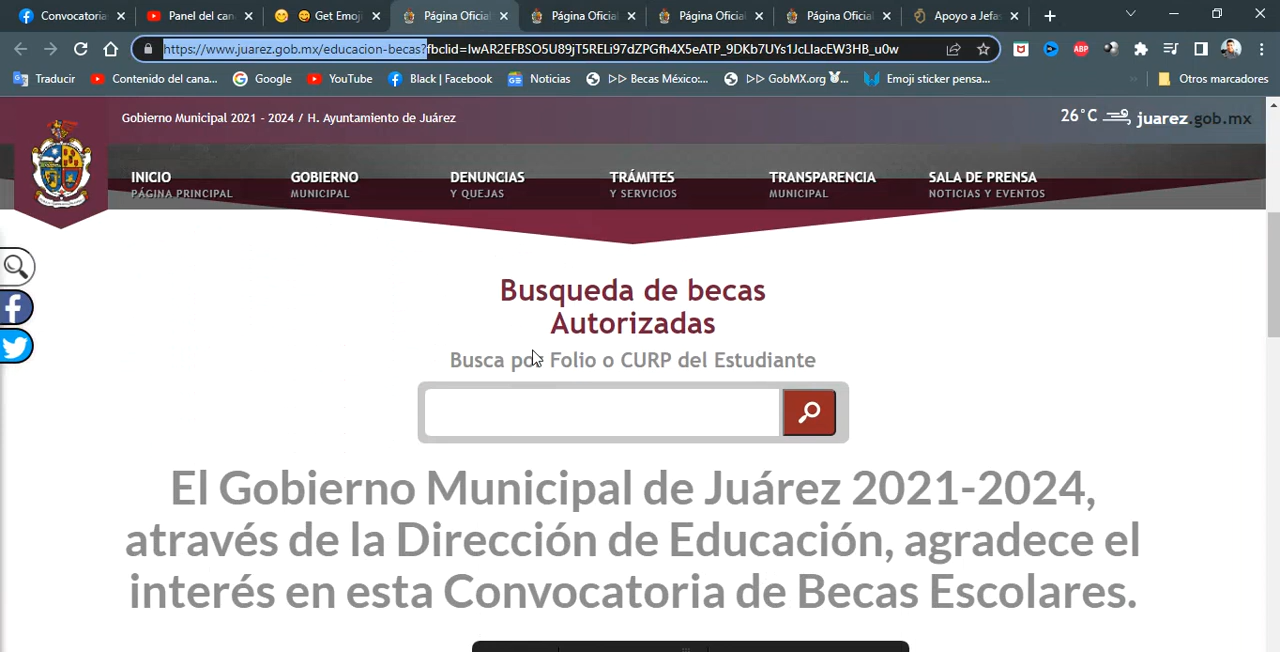 Convocatoria
Panel del can
Get Emoj
Página Oficial
Página Oficial
Página Oficial
Página Oficial
Apoyo a Jefas
https://www.juarez.gob.mx/educacion-becas?fbclid=IwAR2EFBSO5U89jT5RELi97dZPGfh4X5eATP_9DKb7UYs1JcLIacEW3HB_u0w
ABP
Traducir
Contenido del cana...
Google
YouTube
Black | Facebook
Noticias
▷▷ Becas México:...
▷▷ GobMX.org
Emoji sticker pensa...
»
Otros marcadores
Gobierno Municipal 2021 - 2024 / H. Ayuntamiento de Juárez
26°C
juarez.gob.mx
INICIO
PÁGINA PRINCIPAL
GOBIERNO
MUNICIPAL
DENUNCIAS
Y QUEJAS
TRÁMITES
Y SERVICIOS
TRANSPARENCIA
MUNICIPAL
SALA DE PRENSA
NOTICIAS Y EVENTOS
Busqueda de becas
Autorizadas
Busca por Folio o CURP del Estudiante
El Gobierno Municipal de Juárez 2021-2024,
através de la Dirección de Educación, agradece el
interés en esta Convocatoria de Becas Escolares.